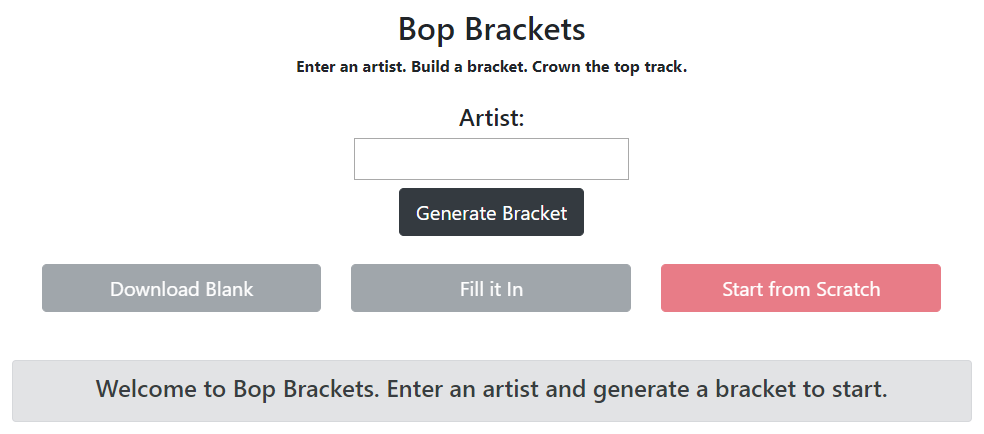 Bop Brackets
Enter an artist. Build a bracket. Crown the top track.
Artist:
Generate Bracket
Download Blank
Fill it In
Start from Scratch
Welcome to Bop Brackets. Enter an artist and generate a bracket to start.